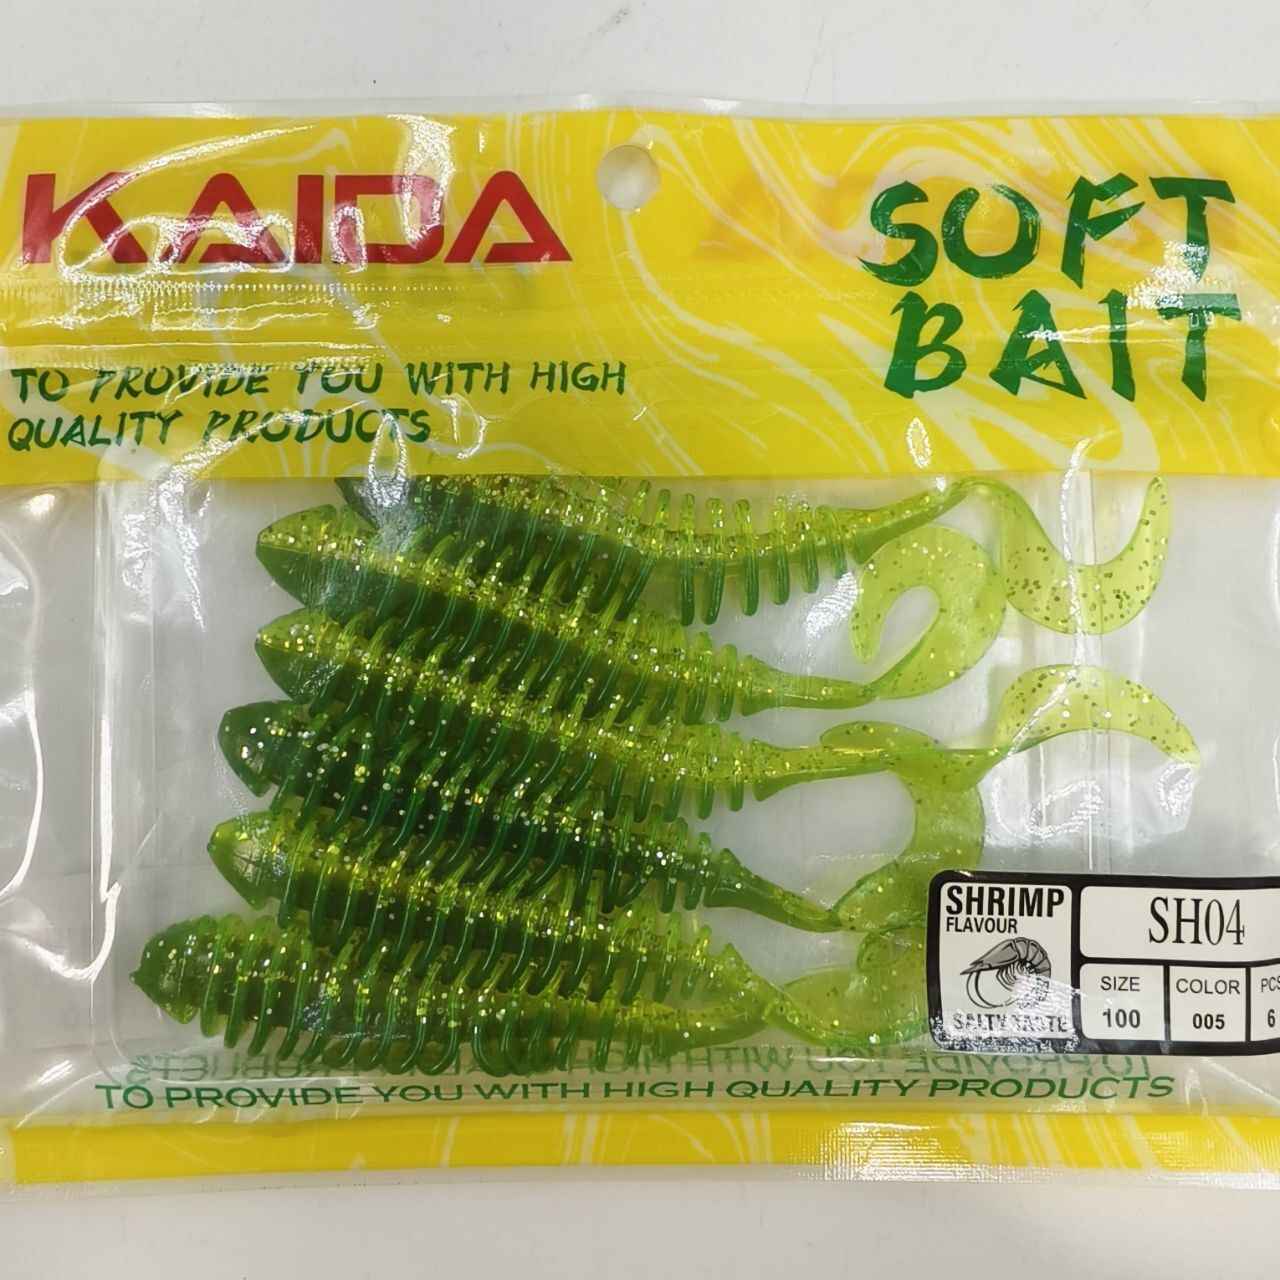 KAIDA
SOFT
BAIT
TO PROVIDE YOU WITH HIGH
QUALITY PRODUCTS
SHRIMP
FLAVOUR
SALTY TASTE
SH04
SIZE
COLOR
PCS
100
005
6
TO PROVIDE YOU WITH HIGH QUALITY PRODUCTS